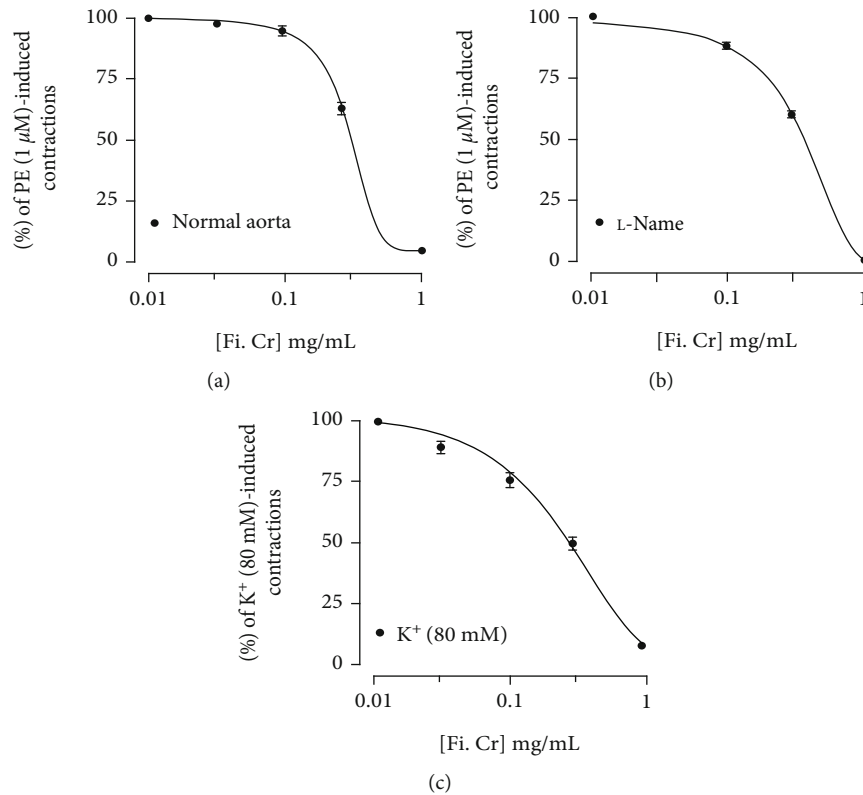 (%) of PE (1 µM)-induced
contractions
100
75
50
25
0
Normal aorta
0.01
0.1
1
[Fi. Cr] mg/mL
(a)
(%) of PE (1 µM)-induced
contractions
100
75
50
25
0
L-Name
0.01
0.1
1
[Fi. Cr] mg/mL
(b)
(%) of K⁺ (80 mM)-induced
contractions
100
75
50
25
0
K⁺ (80 mM)
0.01
0.1
1
[Fi. Cr] mg/mL
(c)